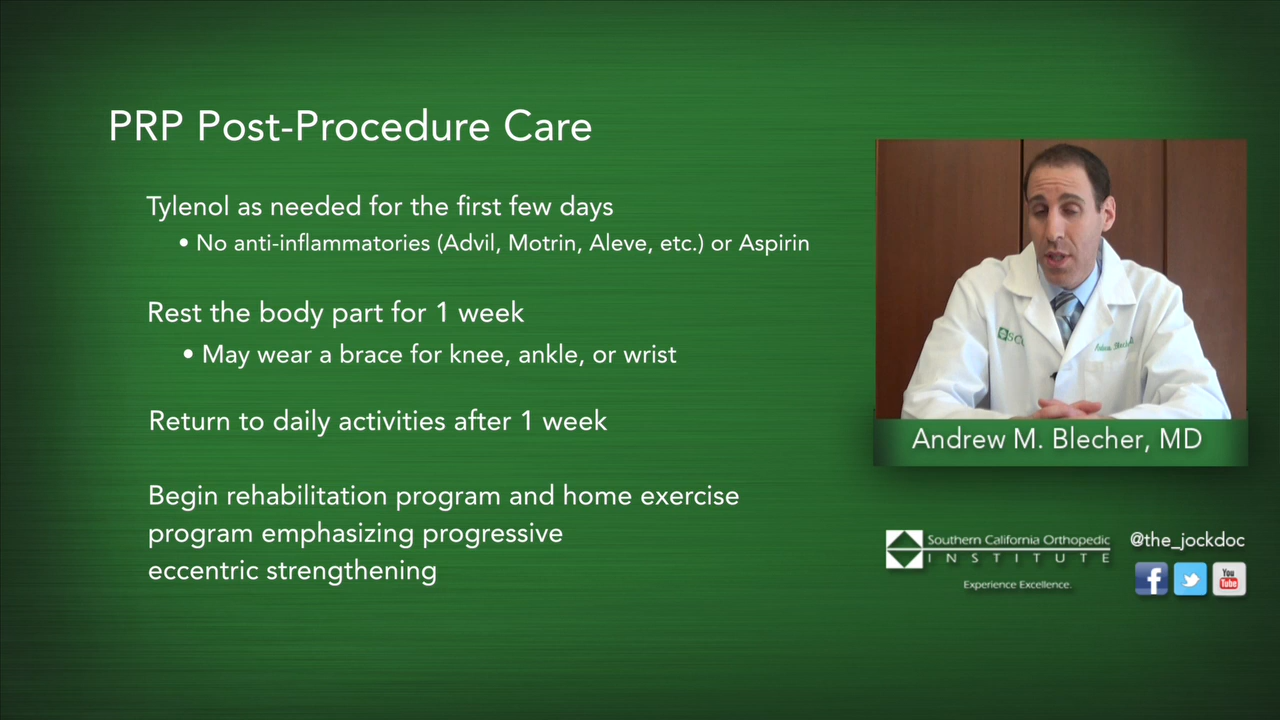 PRP Post-Procedure Care
Tylenol as needed for the first few days
• No anti-inflammatories (Advil, Motrin, Aleve, etc.) or Aspirin
Rest the body part for 1 week
• May wear a brace for knee, ankle, or wrist
Return to daily activities after 1 week
Begin rehabilitation program and home exercise
program emphasizing progressive
eccentric strengthening
Andrew M. Blecher, MD
Southern California Orthopedic
INSTITUTE
Experience Excellence.
@the_jockdoc
You
Tube